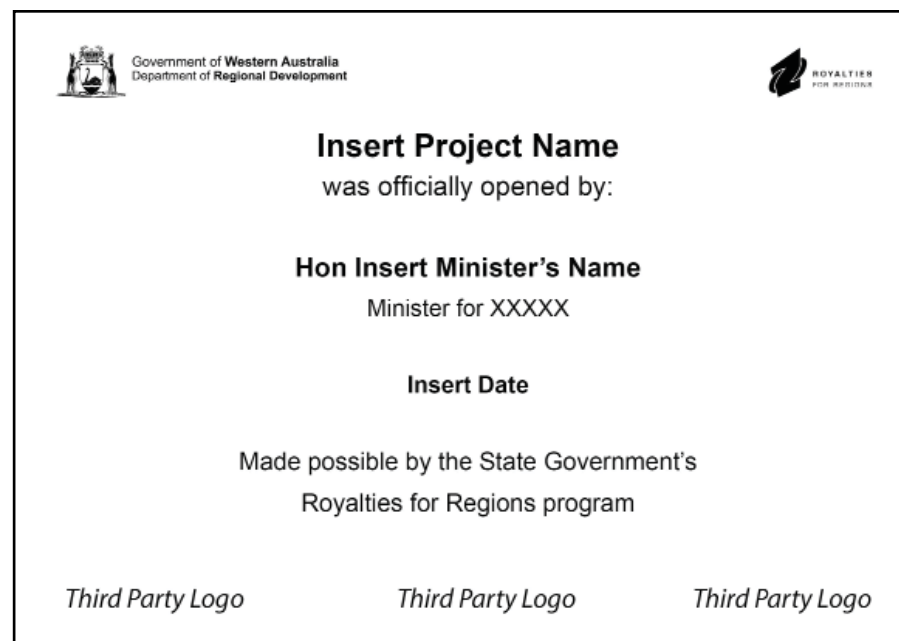 Government of Western Australia
Department of Regional Development
ROYALTIES
FOR REGIONS
Insert Project Name
was officially opened by:
Hon Insert Minister’s Name
Minister for XXXXX
Insert Date
Made possible by the State Government’s
Royalties for Regions program
Third Party Logo Third Party Logo Third Party Logo